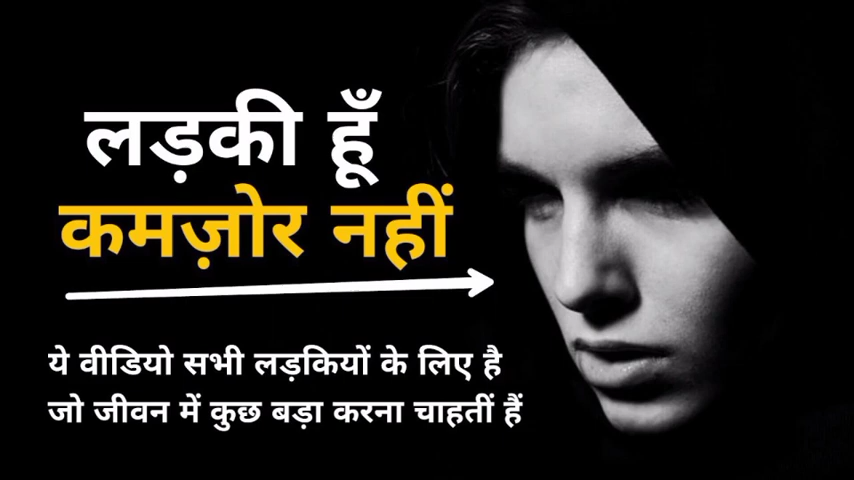 लड़की हूँ
कमज़ोर नहीं
ये वीडियो सभी लड़कियों के लिए है
जो जीवन में कुछ बड़ा करना चाहतीं हैं